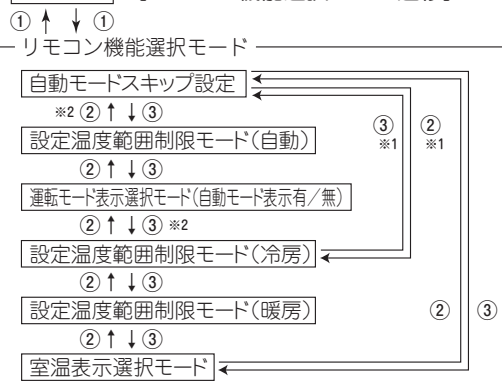 ① ↑ ↓ ①
リモコン機能選択モード
自動モードスキップ設定
※2 ② ↑ ↓ ③
設定温度範囲制限モード(自動)
② ↑ ↓ ③
運転モード表示選択モード(自動モード表示有/無)
② ↑ ↓ ③ ※2
設定温度範囲制限モード(冷房)
② ↑ ↓ ③
設定温度範囲制限モード(暖房)
② ↑ ↓ ③
室温表示選択モード
③ ※1
② ※1
② ③